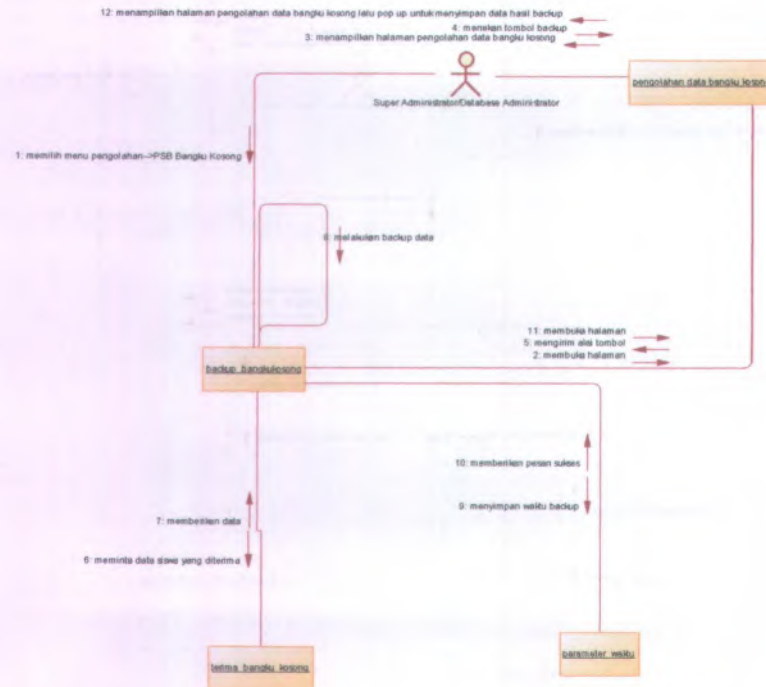 12: menampilkan halaman pengolahan data bangku kosong lalu pop up untuk menyimpan data hasil backup
4: menekan tombol backup
3: menampilkan halaman pengolahan data bangku kosong
Super Administrator/Database Administrator
pengolahan data bangku kosong
1: memilih menu pengolahan-->PSB Bangku Kosong
8: melakukan backup data
11: membuka halaman
5: mengirim aksi tombol
2: membuka halaman
backup_bangkukosong
10: memberikan pesan sukses
9: menyimpan waktu backup
7: memberikan data
6: meminta data siswa yang diterima
terima_bangku_kosong
parameter_waktu